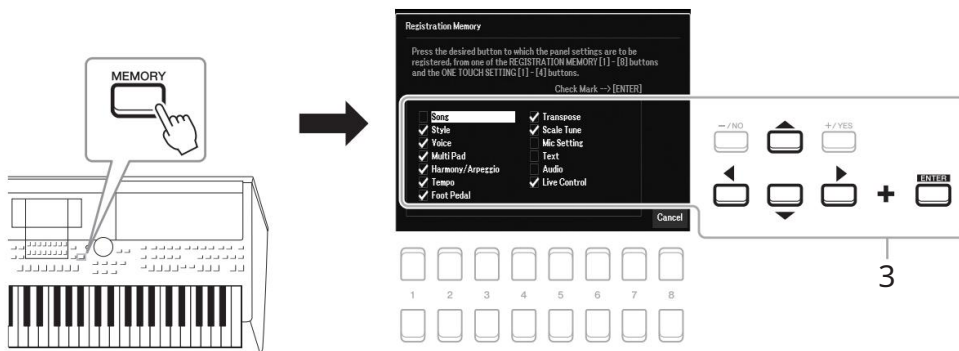 MEMORY
Registration Memory
Press the desired button to which the panel settings are to be
registered, from one of the REGISTRATION MEMORY [1] - [8] buttons
and the ONE TOUCH SETTING [1] - [4] buttons.
Check Mark --> [ENTER]
Song
Style
Voice
Multi Pad
Harmony/Arpeggio
Tempo
Foot Pedal
Transpose
Scale Tune
Mic Setting
Text
Audio
Live Control
Cancel
−/NO
+/YES
+
ENTER
3
1 2 3 4 5 6 7 8